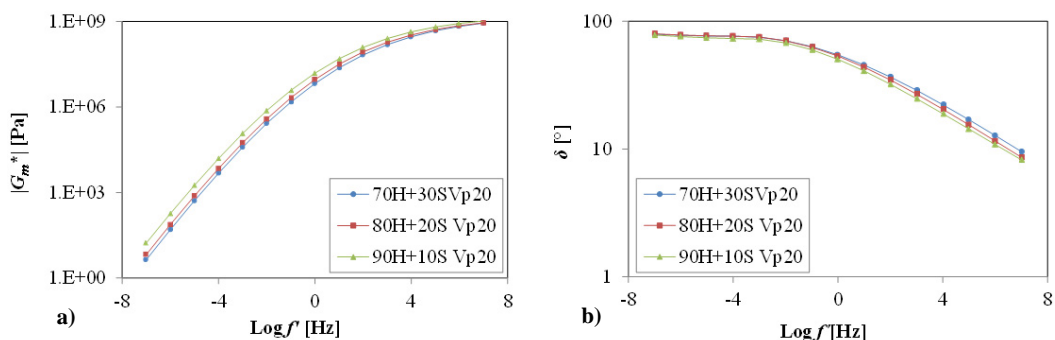 1.E+09
1.E+06
1.E+03
1.E+00
|Gm*| [Pa]
70H+30SVp20
80H+20S Vp20
90H+10S Vp20
-8
-4
0
4
8
a)
Log f' [Hz]
100
10
1
δ [°]
70H+30SVp20
80H+20S Vp20
90H+10S Vp20
-8
-4
0
4
8
b)
Log f'[Hz]